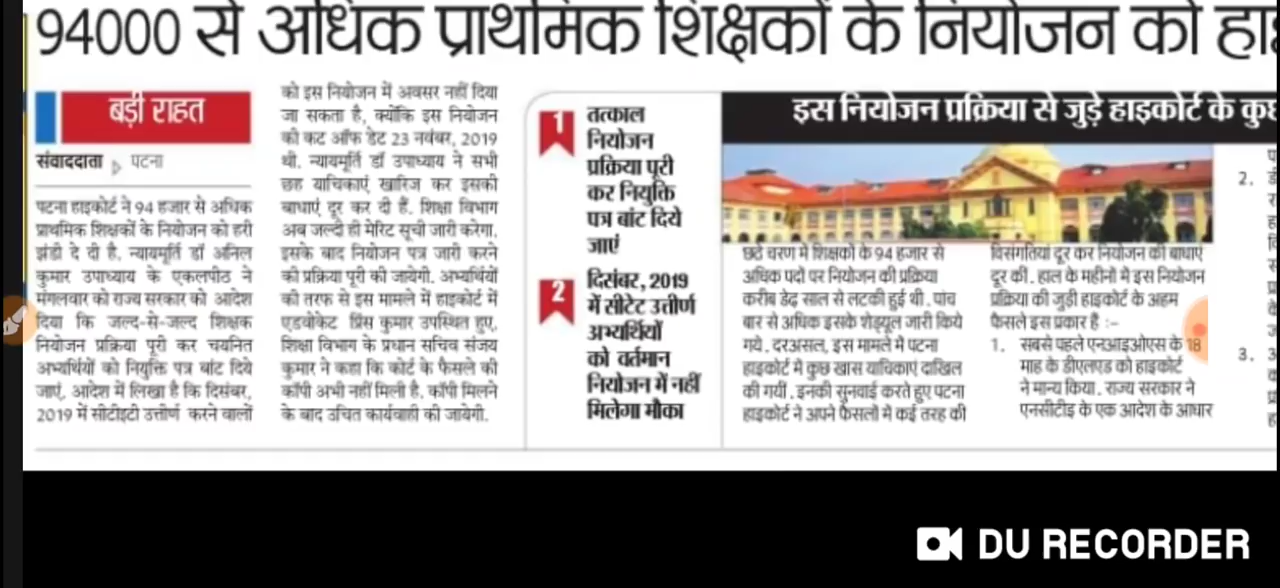 94000 से अधिक प्राथमिक शिक्षकों के नियोजन को
बड़ी राहत
संवाददाता ▷ पटना
पटना हाइकोर्ट ने 94 हजार से अधिक
प्राथमिक शिक्षकों के नियोजन को हरी
झंडी दे दी है. न्यायमूर्ति डॉ अनिल
कुमार उपाध्याय के एकलपीठ ने
मंगलवार को राज्य सरकार को आदेश
दिया कि जल्द-से-जल्द शिक्षक
नियोजन प्रक्रिया पूरी कर चयनित
अभ्यर्थियों को नियुक्ति पत्र बांट दिये
जाएं. आदेश में लिखा है कि दिसंबर,
2019 में सीटीइटी उत्तीर्ण करने वालों
को इस नियोजन में अवसर नहीं दिया
जा सकता है, क्योंकि इस नियोजन
की कट ऑफ डेट 23 नवंबर, 2019
थी. न्यायमूर्ति डॉ उपाध्याय ने सभी
छह याचिकाएं खारिज कर इसकी
बाधाएं दूर कर दी हैं. शिक्षा विभाग
अब जल्दी ही मेरिट सूची जारी करेगा,
इसके बाद नियोजन पत्र जारी करने
की प्रक्रिया पूरी की जायेगी. अभ्यर्थियों
की तरफ से इस मामले में हाइकोर्ट में
एडवोकेट प्रिंस कुमार उपस्थित हुए.
शिक्षा विभाग के प्रधान सचिव संजय
कुमार ने कहा कि कोर्ट के फैसले की
कॉपी अभी नहीं मिली है. कॉपी मिलने
के बाद उचित कार्यवाही की जायेगी.
1 तत्काल
नियोजन
प्रक्रिया पूरी
कर नियुक्ति
पत्र बांट दिये
जाएं
2 दिसंबर, 2019
में सीटेट उत्तीर्ण
अभ्यर्थियों
को वर्तमान
नियोजन में नहीं
मिलेगा मौका
इस नियोजन प्रक्रिया से जुड़े हाइकोर्ट के कुछ
छठे चरण में शिक्षकों के 94 हजार से
अधिक पदों पर नियोजन की प्रक्रिया
करीब डेढ़ साल से लटकी हुई थी. पांच
बार से अधिक इसके शेड्यूल जारी किये
गये. दरअसल, इस मामले में पटना
हाइकोर्ट में कुछ खास याचिकाएं दाखिल
की गयीं. इनकी सुनवाई करते हुए पटना
हाइकोर्ट ने अपने फैसलों में कई तरह की
विसंगतियां दूर कर नियोजन की बाधाएं
दूर की. हाल के महीनों में इस नियोजन
प्रक्रिया की जुड़ी हाइकोर्ट के अहम
फैसले इस प्रकार है :-
1. सबसे पहले एनआइओएस के 18
माह के डीएलएड को हाइकोर्ट
ने मान्य किया. राज्य सरकार ने
एनसीटीइ के एक आदेश के आधार
2.
3.
DU RECORDER